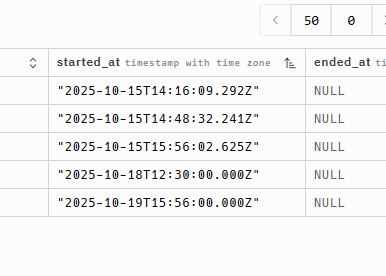 50 0
started_at timestamp with time zone ended_at
"2025-10-15T14:16:09.292Z" NULL
"2025-10-15T14:48:32.241Z" NULL
"2025-10-15T15:56:02.625Z" NULL
"2025-10-18T12:30:00.000Z" NULL
"2025-10-19T15:56:00.000Z" NULL